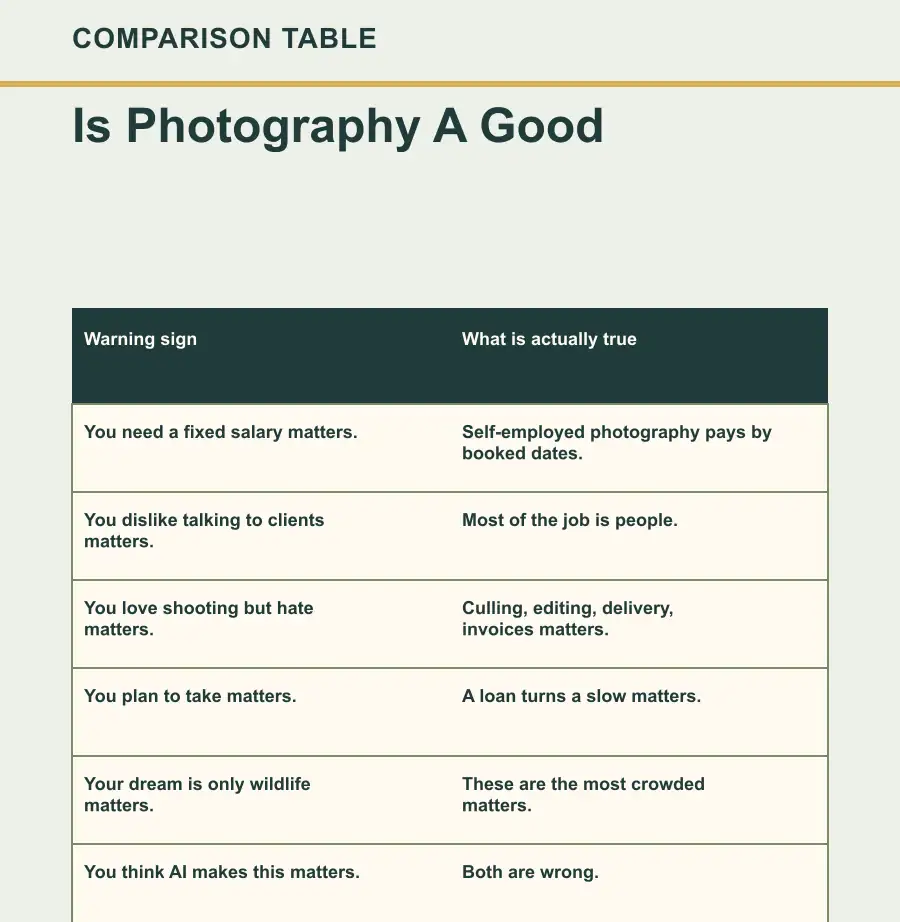 COMPARISON TABLE
Is Photography A Good
Warning sign
What is actually true
You need a fixed salary matters.
Self-employed photography pays by
booked dates.
You dislike talking to clients
matters.
Most of the job is people.
You love shooting but hate
matters.
Culling, editing, delivery,
invoices matters.
You plan to take matters.
A loan turns a slow matters.
Your dream is only wildlife
matters.
These are the most crowded
matters.
You think AI makes this matters.
Both are wrong.